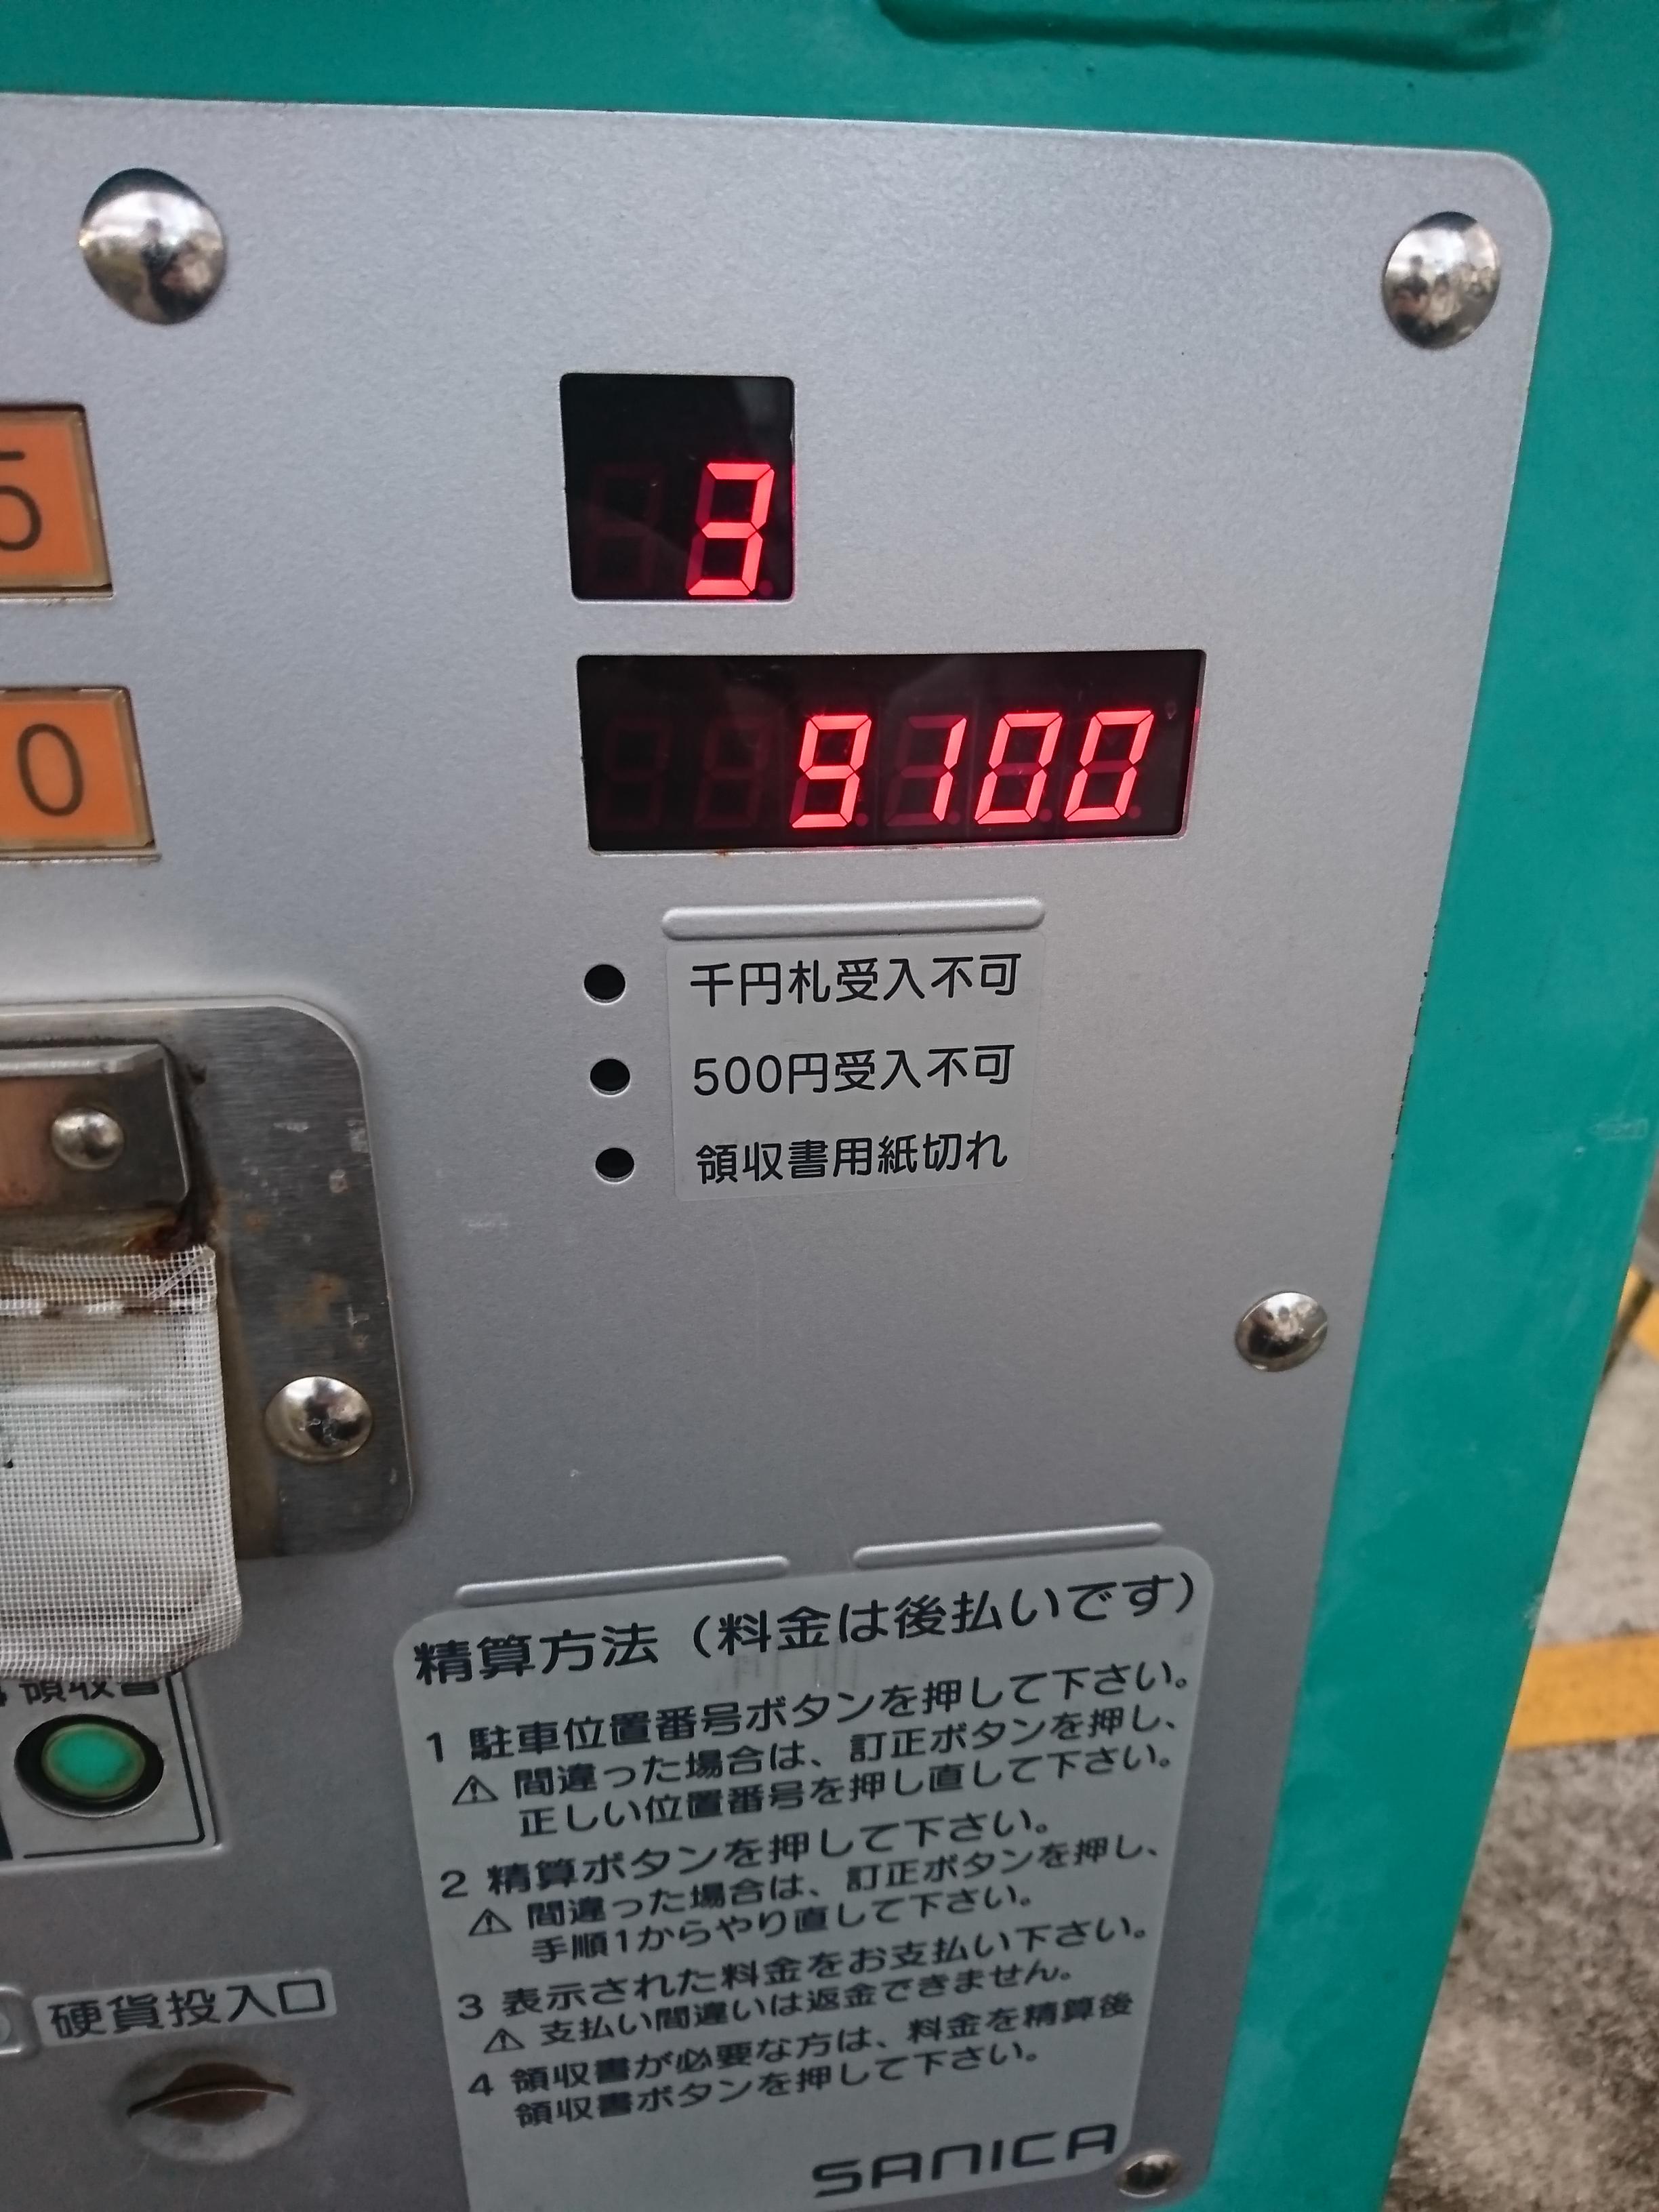 5
3
0
9100
千円札受入不可
500円受入不可
領収書用紙切れ
精算方法（料金は後払いです）
1 駐車位置番号ボタンを押して下さい。
⚠ 間違った場合は、訂正ボタンを押し、
正しい位置番号を押し直して下さい。
2 精算ボタンを押して下さい。
⚠ 間違った場合は、訂正ボタンを押し、
手順1からやり直して下さい。
3 表示された料金をお支払い下さい。
⚠ 支払い間違いは返金できません。
4 領収書が必要な方は、料金を精算後
領収書ボタンを押して下さい。
SANICA
領収書
硬貨投入口